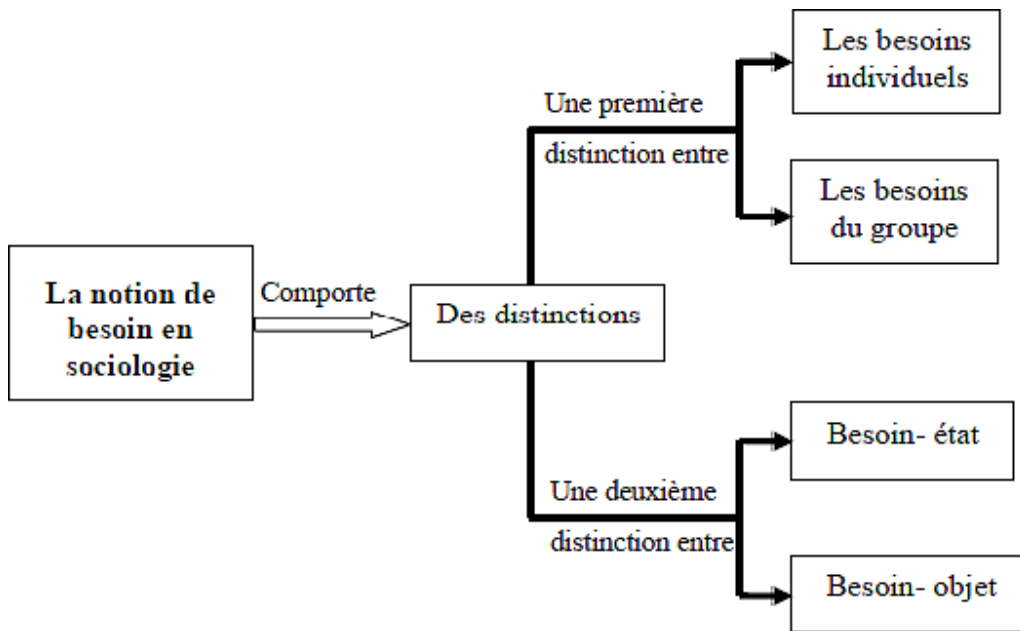 La notion de
besoin en
sociologie
Comporte
Des distinctions
Une première
distinction entre
Les besoins
individuels
Les besoins
du groupe
Une deuxième
distinction entre
Besoin- état
Besoin- objet